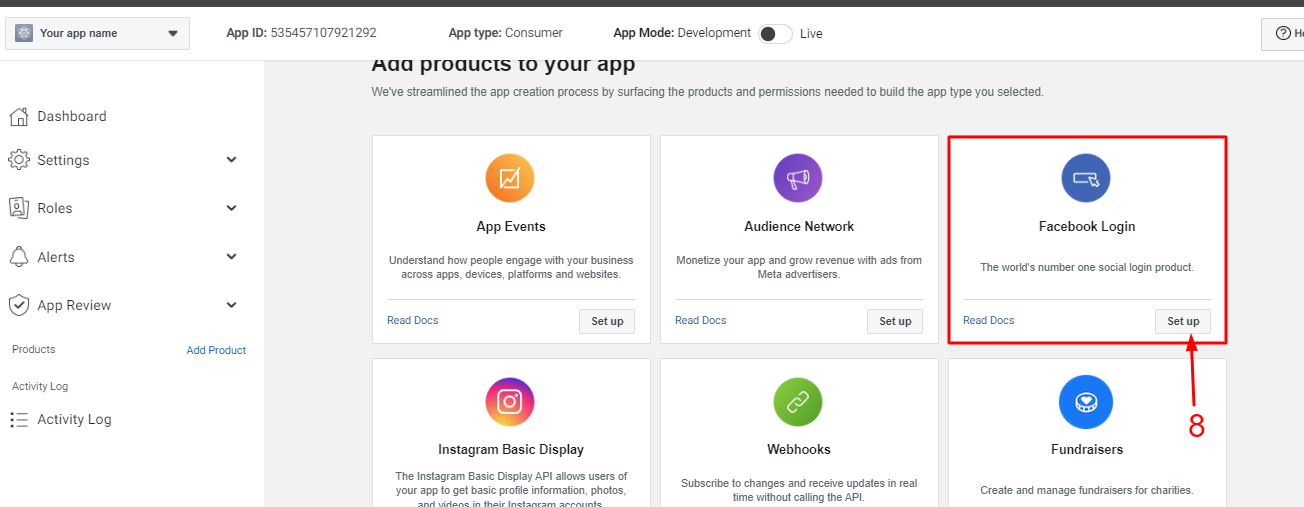 Your app name
App ID: 535457107921292
App type: Consumer
App Mode: Development
Live
Add products to your app
We've streamlined the app creation process by surfacing the products and permissions needed to build the app type you selected.
Dashboard
Settings
Roles
Alerts
App Review
Products
Add Product
Activity Log
Activity Log
App Events
Understand how people engage with your business
across apps, devices, platforms and websites.
Read Docs
Set up
Audience Network
Monetize your app and grow revenue with ads from
Meta advertisers.
Read Docs
Set up
Facebook Login
The world's number one social login product.
Read Docs
Set up
8
Instagram Basic Display
The Instagram Basic Display API allows users of
your app to get basic profile information, photos,
and videos in their Instagram accounts.
Webhooks
Subscribe to changes and receive updates in real
time without calling the API.
Fundraisers
Create and manage fundraisers for charities.